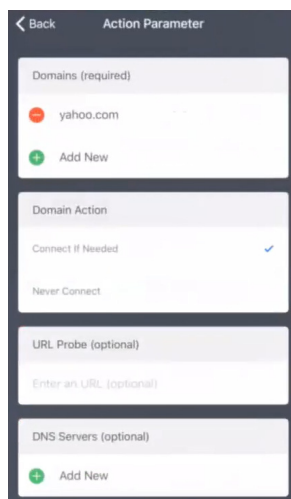 Back Action Parameter
Domains (required)
yahoo.com
Add New
Domain Action
Connect If Needed
Never Connect
URL Probe (optional)
Enter an URL (optional)
DNS Servers (optional)
Add New